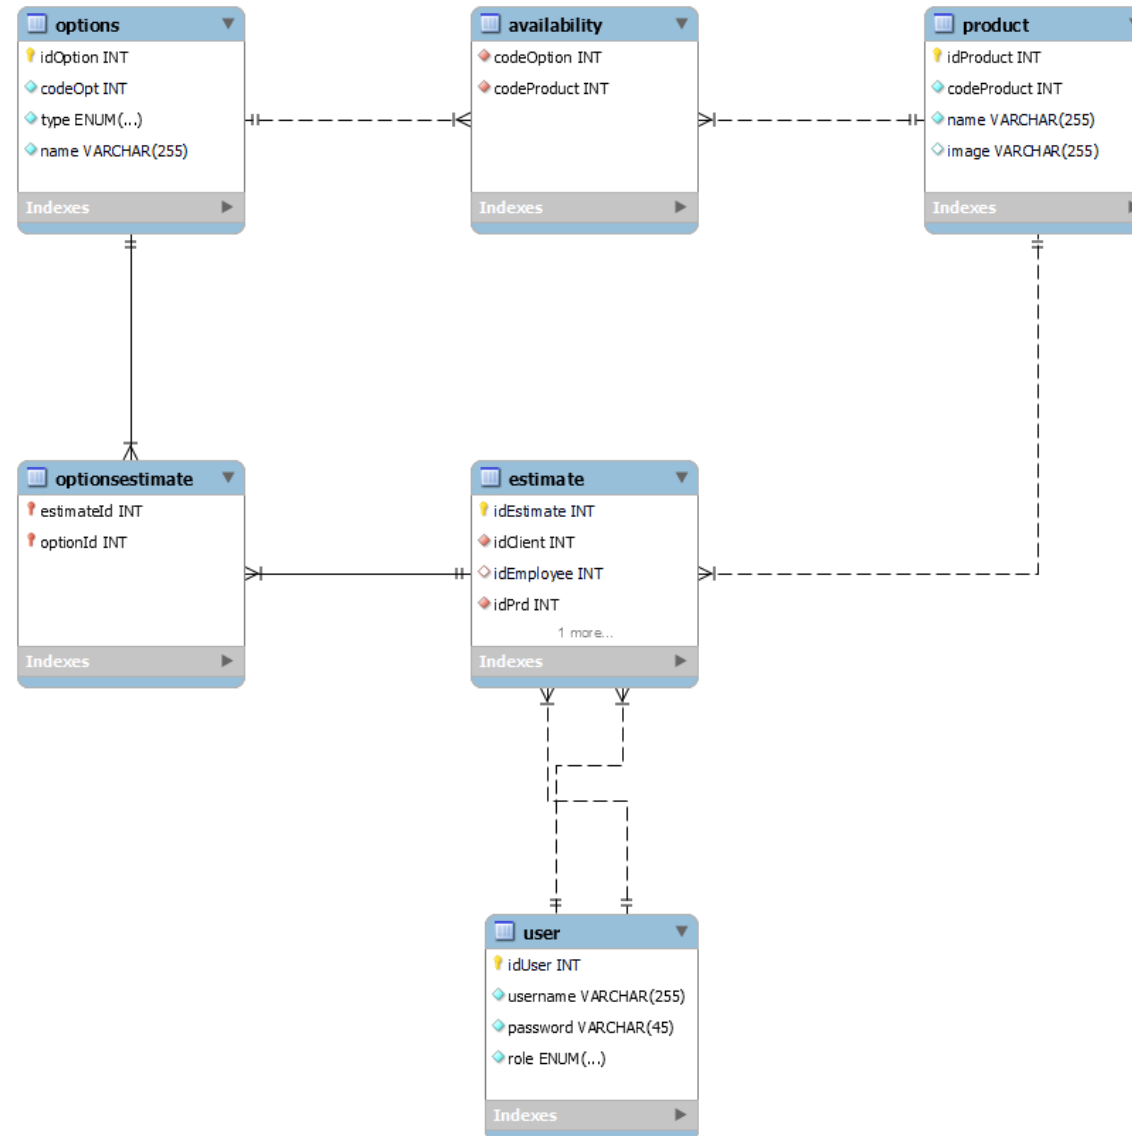 options
idOption INT
codeOpt INT
type ENUM(...)
name VARCHAR(255)
Indexes
availability
codeOption INT
codeProduct INT
Indexes
product
idProduct INT
codeProduct INT
name VARCHAR(255)
image VARCHAR(255)
Indexes
optionsestimate
estimateId INT
optionId INT
Indexes
estimate
idEstimate INT
idClient INT
idEmployee INT
idPrd INT
1 more...
Indexes
user
idUser INT
username VARCHAR(255)
password VARCHAR(45)
role ENUM(...)
Indexes